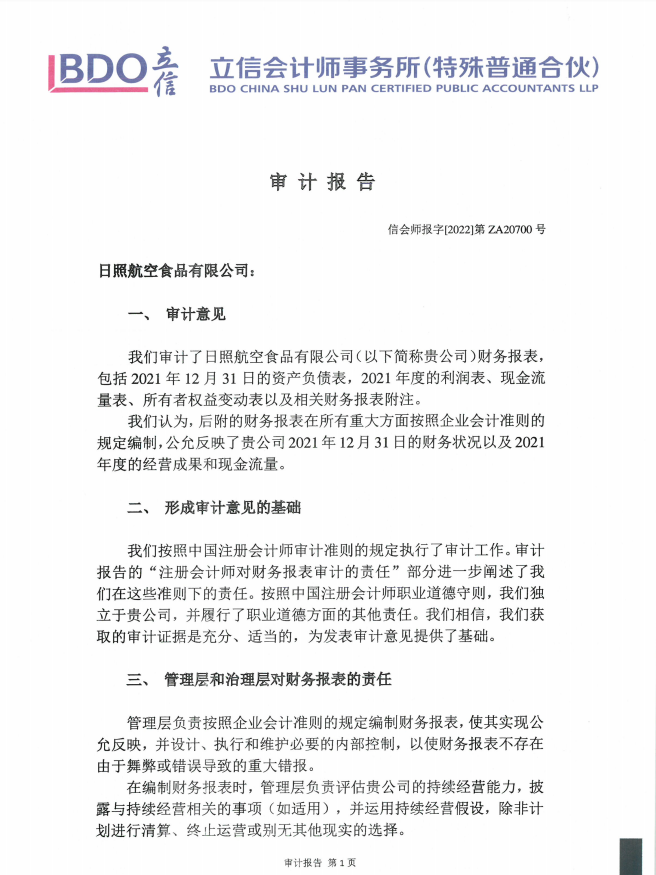 BDO 立信 立信会计师事务所(特殊普通合伙)
BDO CHINA SHU LUN PAN CERTIFIED PUBLIC ACCOUNTANTS LLP
审计报告
信会师报字[2022]第 ZA20700 号
日照航空食品有限公司：
一、 审计意见
我们审计了日照航空食品有限公司（以下简称贵公司）财务报表，
包括 2021 年 12 月 31 日的资产负债表，2021 年度的利润表、现金流
量表、所有者权益变动表以及相关财务报表附注。
我们认为，后附的财务报表在所有重大方面按照企业会计准则的
规定编制，公允反映了贵公司 2021 年 12 月 31 日的财务状况以及 2021
年度的经营成果和现金流量。
二、 形成审计意见的基础
我们按照中国注册会计师审计准则的规定执行了审计工作。审计
报告的“注册会计师对财务报表审计的责任”部分进一步阐述了我
们在这些准则下的责任。按照中国注册会计师职业道德守则，我们独
立于贵公司，并履行了职业道德方面的其他责任。我们相信，我们获
取的审计证据是充分、适当的，为发表审计意见提供了基础。
三、 管理层和治理层对财务报表的责任
管理层负责按照企业会计准则的规定编制财务报表，使其实现公
允反映，并设计、执行和维护必要的内部控制，以使财务报表不存在
由于舞弊或错误导致的重大错报。
在编制财务报表时，管理层负责评估贵公司的持续经营能力，披
露与持续经营相关的事项（如适用），并运用持续经营假设，除非计
划进行清算、终止运营或别无其他现实的选择。
审计报告 第 1 页